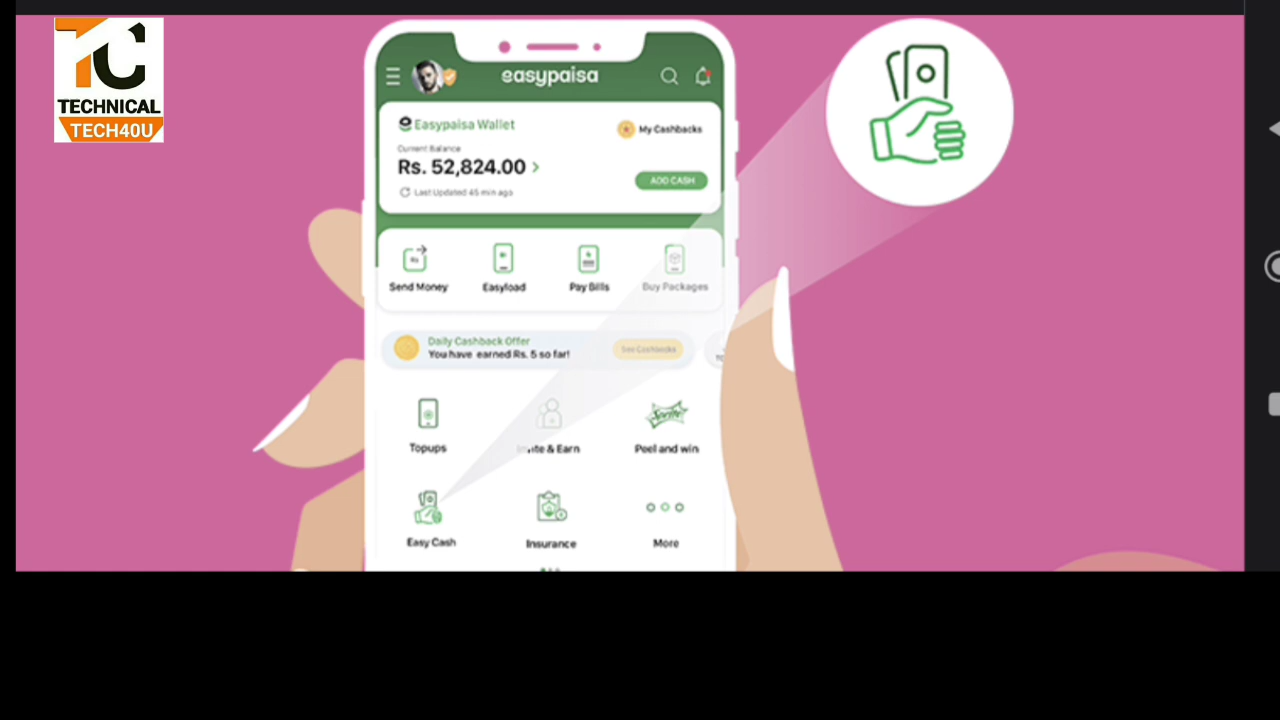 TC
TECHNICAL
TECH40U
easypaisa
Easypaisa Wallet
My Cashbacks
Current Balance
Rs. 52,824.00
ADD CASH
Last Updated 45 min ago
Send Money
Easyload
Pay Bills
Buy Packages
Daily Cashback Offer
You have earned Rs. 5 so far!
See Cashbacks
Sprite
Topups
Invite & Earn
Peel and win
Easy Cash
Insurance
More